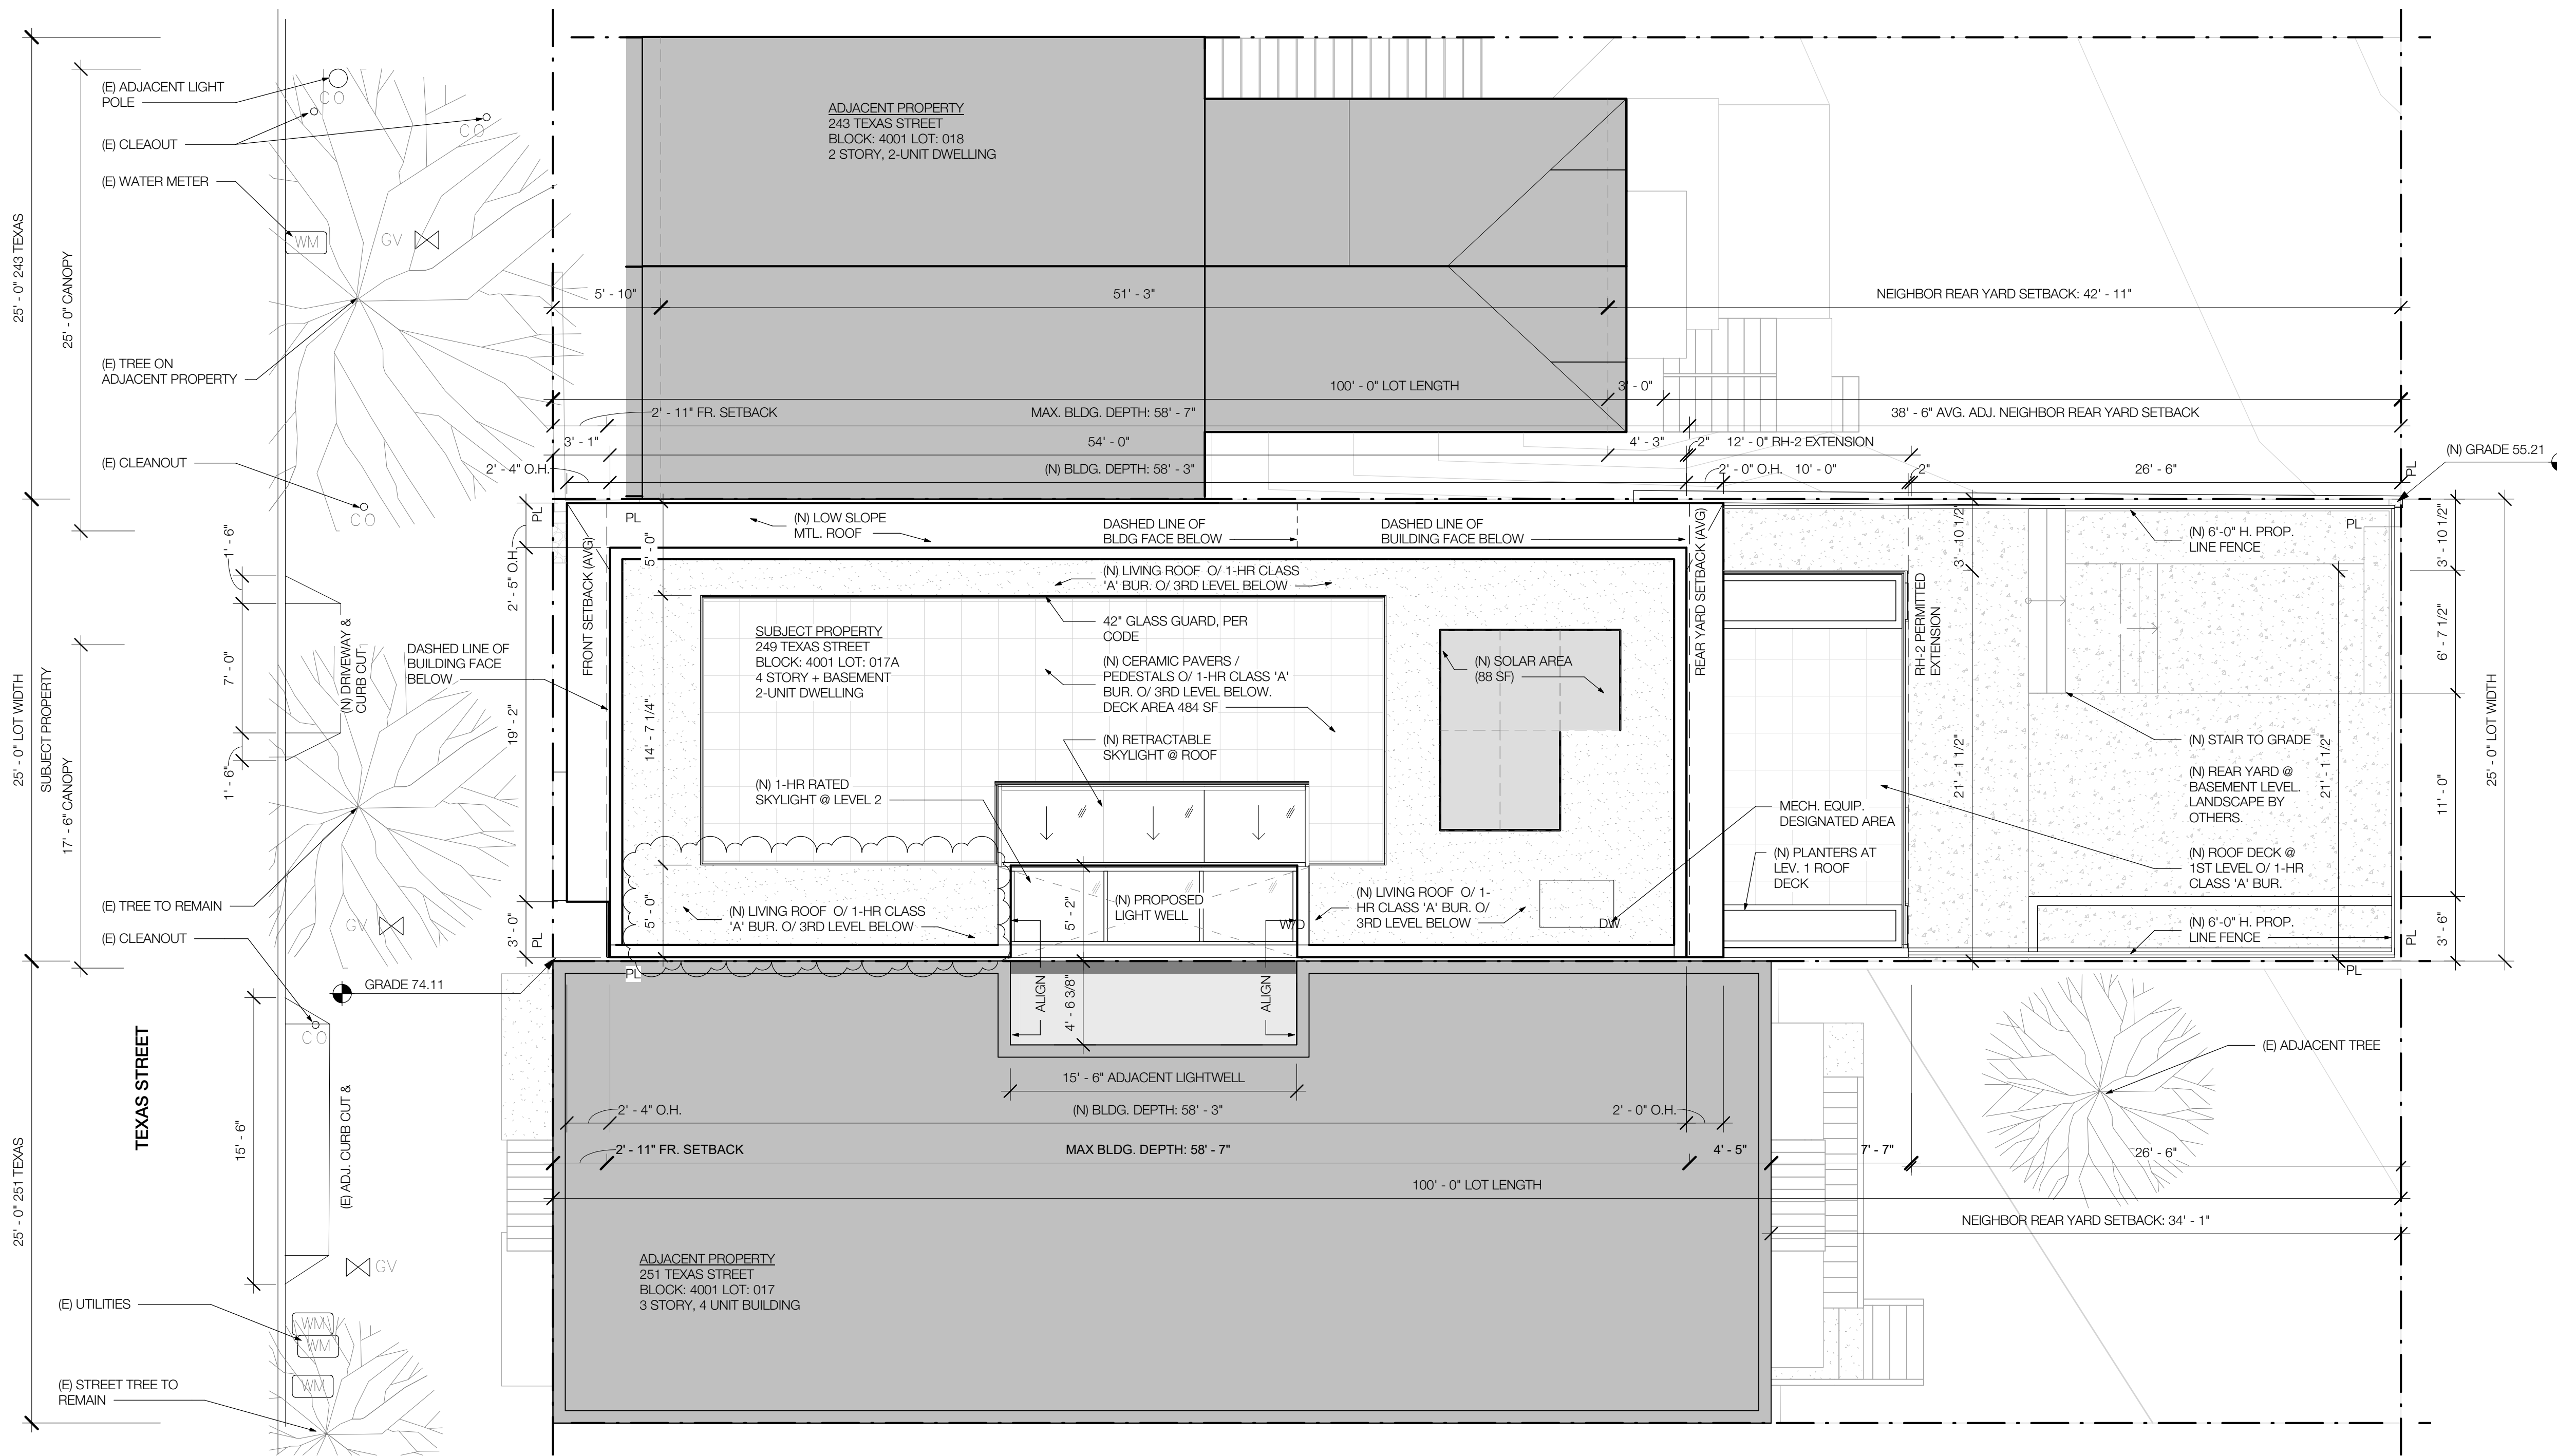 (E) ADJACENT LIGHT
POLE
CO
(E) CLEAOUT
CO
(E) WATER METER
WM
GV
25' - 0" 243 TEXAS
25' - 0" CANOPY
(E) TREE ON
ADJACENT PROPERTY
(E) CLEANOUT
CO
ADJACENT PROPERTY
243 TEXAS STREET
BLOCK: 4001 LOT: 018
2 STORY, 2-UNIT DWELLING
5' - 10"
51' - 3"
NEIGHBOR REAR YARD SETBACK: 42' - 11"
100' - 0" LOT LENGTH
3' - 0"
2' - 11" FR. SETBACK
MAX. BLDG. DEPTH: 58' - 7"
38' - 6" AVG. ADJ. NEIGHBOR REAR YARD SETBACK
3' - 1"
54' - 0"
4' - 3"
2"
12' - 0" RH-2 EXTENSION
2' - 4" O.H.
(N) BLDG. DEPTH: 58' - 3"
2' - 0" O.H.
10' - 0"
2"
26' - 6"
PL
(N) GRADE 55.21
PL
PL
(N) LOW SLOPE
MTL. ROOF
DASHED LINE OF
BLDG FACE BELOW
DASHED LINE OF
BUILDING FACE BELOW
PL
(N) 6'-0" H. PROP.
LINE FENCE
1' - 6"
7' - 0"
1' - 6"
(N) DRIVEWAY &
CURB CUT
2' - 5" O.H.
19' - 2"
3' - 0"
PL
FRONT SETBACK (AVG)
5' - 0"
14' - 7 1/4"
5' - 0"
(N) LIVING ROOF O/ 1-HR CLASS
'A' BUR. O/ 3RD LEVEL BELOW
42" GLASS GUARD, PER
CODE
SUBJECT PROPERTY
249 TEXAS STREET
BLOCK: 4001 LOT: 017A
4 STORY + BASEMENT
2-UNIT DWELLING
(N) CERAMIC PAVERS /
PEDESTALS O/ 1-HR CLASS 'A'
BUR. O/ 3RD LEVEL BELOW.
DECK AREA 484 SF
(N) SOLAR AREA
(88 SF)
DASHED LINE OF
BUILDING FACE
BELOW
(N) RETRACTABLE
SKYLIGHT @ ROOF
(N) 1-HR RATED
SKYLIGHT @ LEVEL 2
(N) PROPOSED
LIGHT WELL
5' - 2"
W/D
(N) LIVING ROOF O/ 1-HR CLASS
'A' BUR. O/ 3RD LEVEL BELOW
(N) LIVING ROOF O/ 1-
HR CLASS 'A' BUR. O/
3RD LEVEL BELOW
DW
REAR YARD SETBACK (AVG)
RH-2 PERMITTED
EXTENSION
MECH. EQUIP.
DESIGNATED AREA
(N) PLANTERS AT
LEV. 1 ROOF
DECK
3' - 10 1/2"
21' - 1 1/2"
21' - 1 1/2"
(N) STAIR TO GRADE
(N) REAR YARD @
BASEMENT LEVEL.
LANDSCAPE BY
OTHERS.
(N) ROOF DECK @
1ST LEVEL O/ 1-HR
CLASS 'A' BUR.
(N) 6'-0" H. PROP.
LINE FENCE
3' - 10 1/2"
6' - 7 1/2"
11' - 0"
3' - 6"
25' - 0" LOT WIDTH
PL
PL
25' - 0" LOT WIDTH
SUBJECT PROPERTY
17' - 6" CANOPY
(E) TREE TO REMAIN
GV
(E) CLEANOUT
PL
GRADE 74.11
CO
ALIGN
4' - 6 3/8"
ALIGN
15' - 6" ADJACENT LIGHTWELL
(E) ADJACENT TREE
TEXAS STREET
15' - 6"
(E) ADJ. CURB CUT &
2' - 4" O.H.
(N) BLDG. DEPTH: 58' - 3"
2' - 0" O.H.
2' - 11" FR. SETBACK
MAX BLDG. DEPTH: 58' - 7"
4' - 5"
7' - 7"
26' - 6"
100' - 0" LOT LENGTH
NEIGHBOR REAR YARD SETBACK: 34' - 1"
25' - 0" 251 TEXAS
GV
ADJACENT PROPERTY
251 TEXAS STREET
BLOCK: 4001 LOT: 017
3 STORY, 4 UNIT BUILDING
(E) UTILITIES
WM
WM
WM
(E) STREET TREE TO
REMAIN